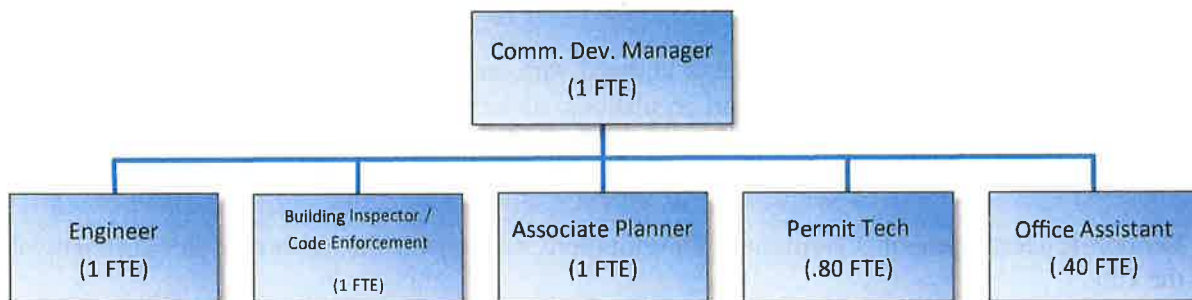 Comm. Dev. Manager
(1 FTE)
Engineer
(1 FTE)
Building Inspector /
Code Enforcement
(1 FTE)
Associate Planner
(1 FTE)
Permit Tech
(.80 FTE)
Office Assistant
(.40 FTE)